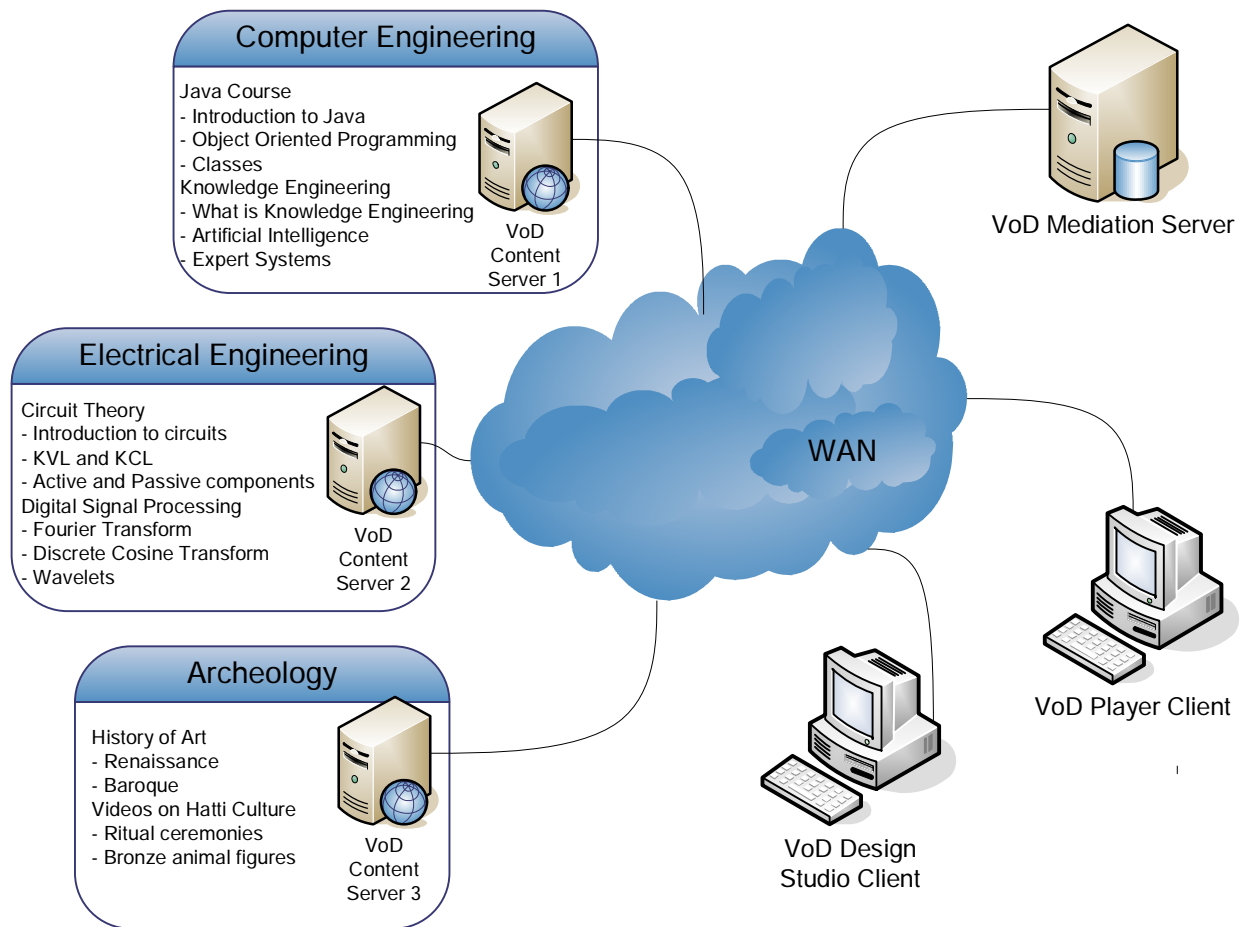 Computer Engineering
Java Course
- Introduction to Java
- Object Oriented Programming
- Classes
Knowledge Engineering
- What is Knowledge Engineering
- Artificial Intelligence
- Expert Systems
VoD
Content
Server 1
VoD Mediation Server
Electrical Engineering
Circuit Theory
- Introduction to circuits
- KVL and KCL
- Active and Passive components
Digital Signal Processing
- Fourier Transform
- Discrete Cosine Transform
- Wavelets
VoD
Content
Server 2
WAN
Archeology
History of Art
- Renaissance
- Baroque
Videos on Hatti Culture
- Ritual ceremonies
- Bronze animal figures
VoD
Content
Server 3
VoD Player Client
VoD Design
Studio Client